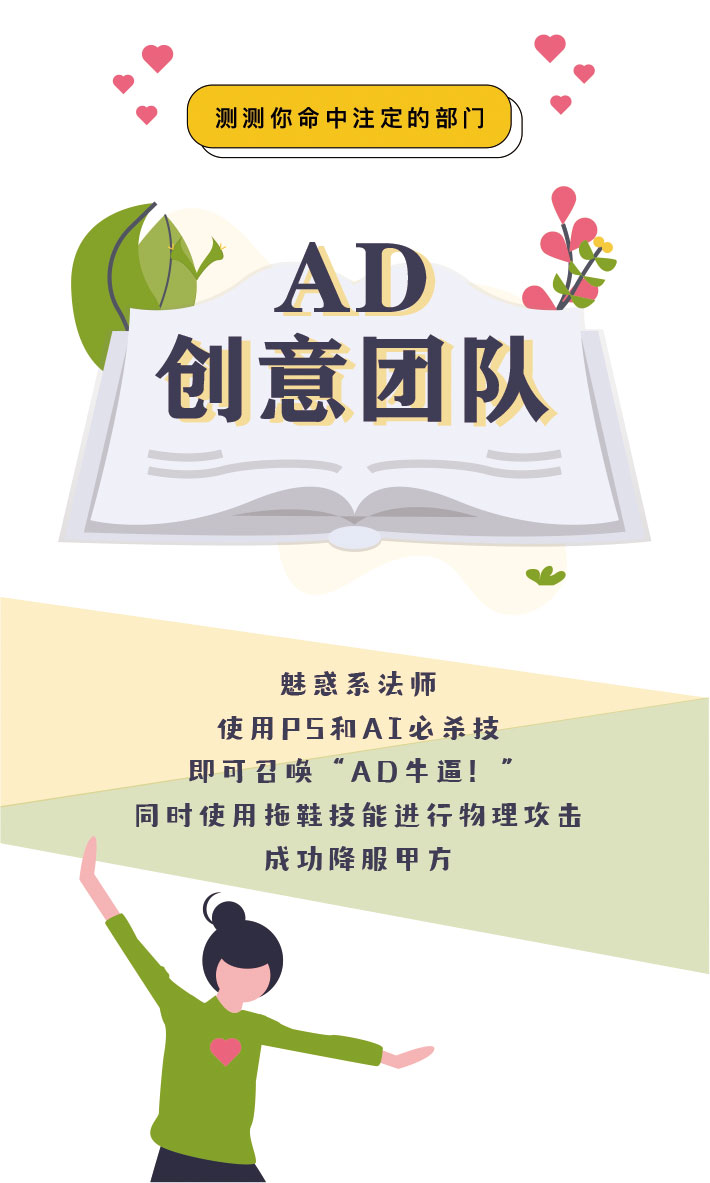 测测你命中注定的部门
AD
创意团队
魅惑系法师
使用PS和AI必杀技
即可召唤“AD牛逼！”
同时使用拖鞋技能进行物理攻击
成功降服甲方